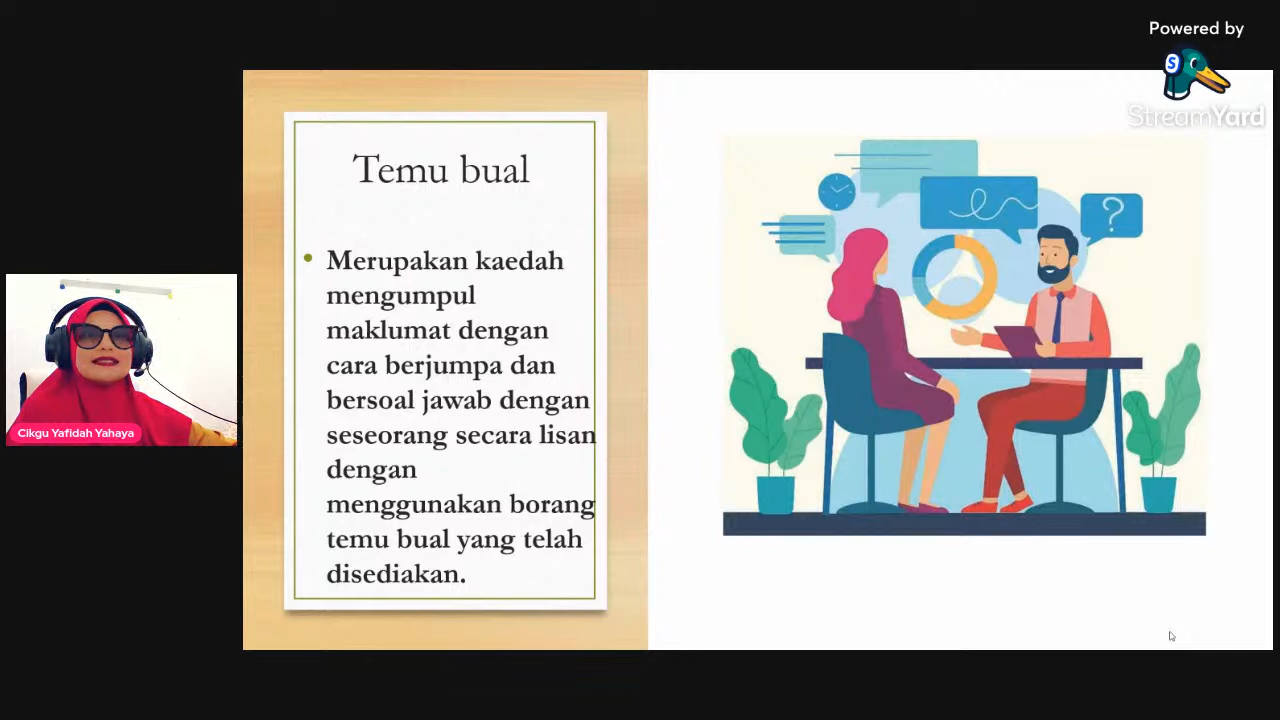 Powered by
StreamYard
Temu bual
• Merupakan kaedah
mengumpul
maklumat dengan
cara berjumpa dan
bersoal jawab dengan
seseorang secara lisan
dengan
menggunakan borang
temu bual yang telah
disediakan.
?
Cikgu Yafidah Yahaya